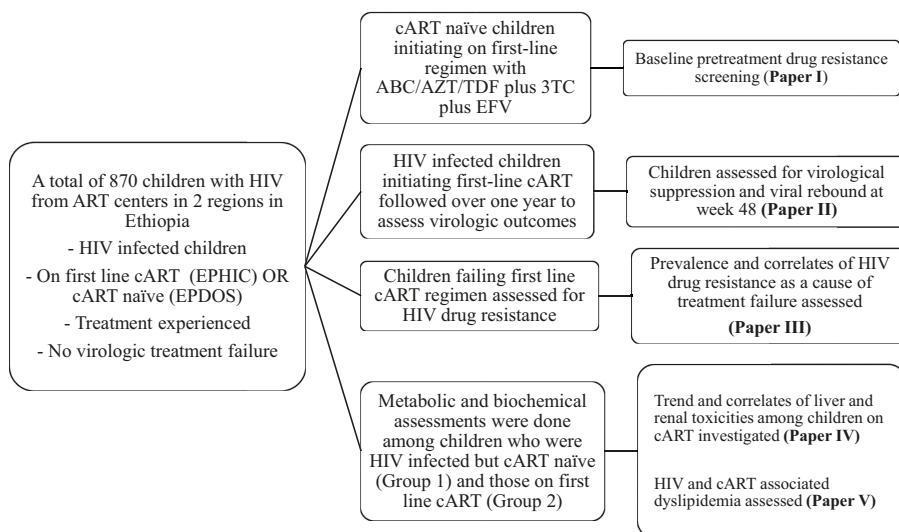 A total of 870 children with HIV
from ART centers in 2 regions in
Ethiopia
- HIV infected children
- On first line cART (EPHIC) OR
cART naïve (EPDOS)
- Treatment experienced
- No virologic treatment failure
cART naïve children
initiating on first-line
regimen with
ABC/AZT/TDF plus 3TC
plus EFV
Baseline pretreatment drug resistance
screening (Paper I)
HIV infected children
initiating first-line cART
followed over one year to
assess virologic outcomes
Children assessed for virological
suppression and viral rebound at
week 48 (Paper II)
Children failing first line
cART regimen assessed for
HIV drug resistance
Prevalence and correlates of HIV
drug resistance as a cause of
treatment failure assessed
(Paper III)
Metabolic and biochemical
assessments were done
among children who were
HIV infected but cART naïve
(Group 1) and those on first
line cART (Group 2)
Trend and correlates of liver and
renal toxicities among children on
cART investigated (Paper IV)
HIV and cART associated
dyslipidemia assessed (Paper V)